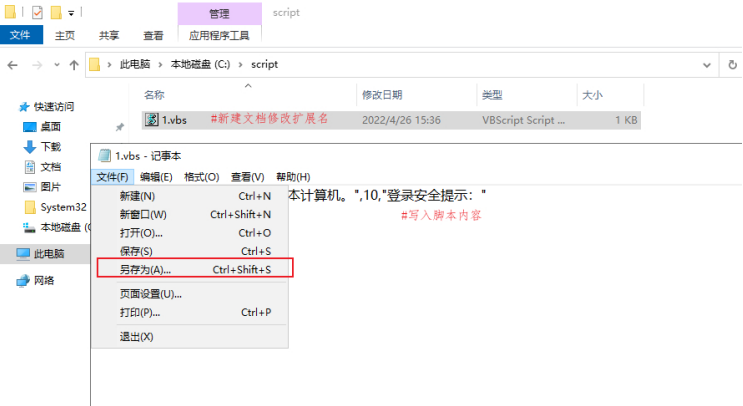 管理
script
文件
主页
共享
查看
应用程序工具
此电脑 > 本地磁盘 (C:) > script
名称
修改日期
类型
大小
1.vbs
#新建文档修改扩展名
2022/4/26 15:36
VBScript Script ...
1 KB
快速访问
桌面
下载
文档
图片
System32
本地磁盘 (
此电脑
网络
1.vbs - 记事本
文件(F)
编辑(E)
格式(O)
查看(V)
帮助(H)
本计算机。",10,"登录安全提示："
#写入脚本内容
新建(N) Ctrl+N
新窗口(W) Ctrl+Shift+N
打开(O)... Ctrl+O
保存(S) Ctrl+S
另存为(A)... Ctrl+Shift+S
页面设置(U)...
打印(P)... Ctrl+P
退出(X)